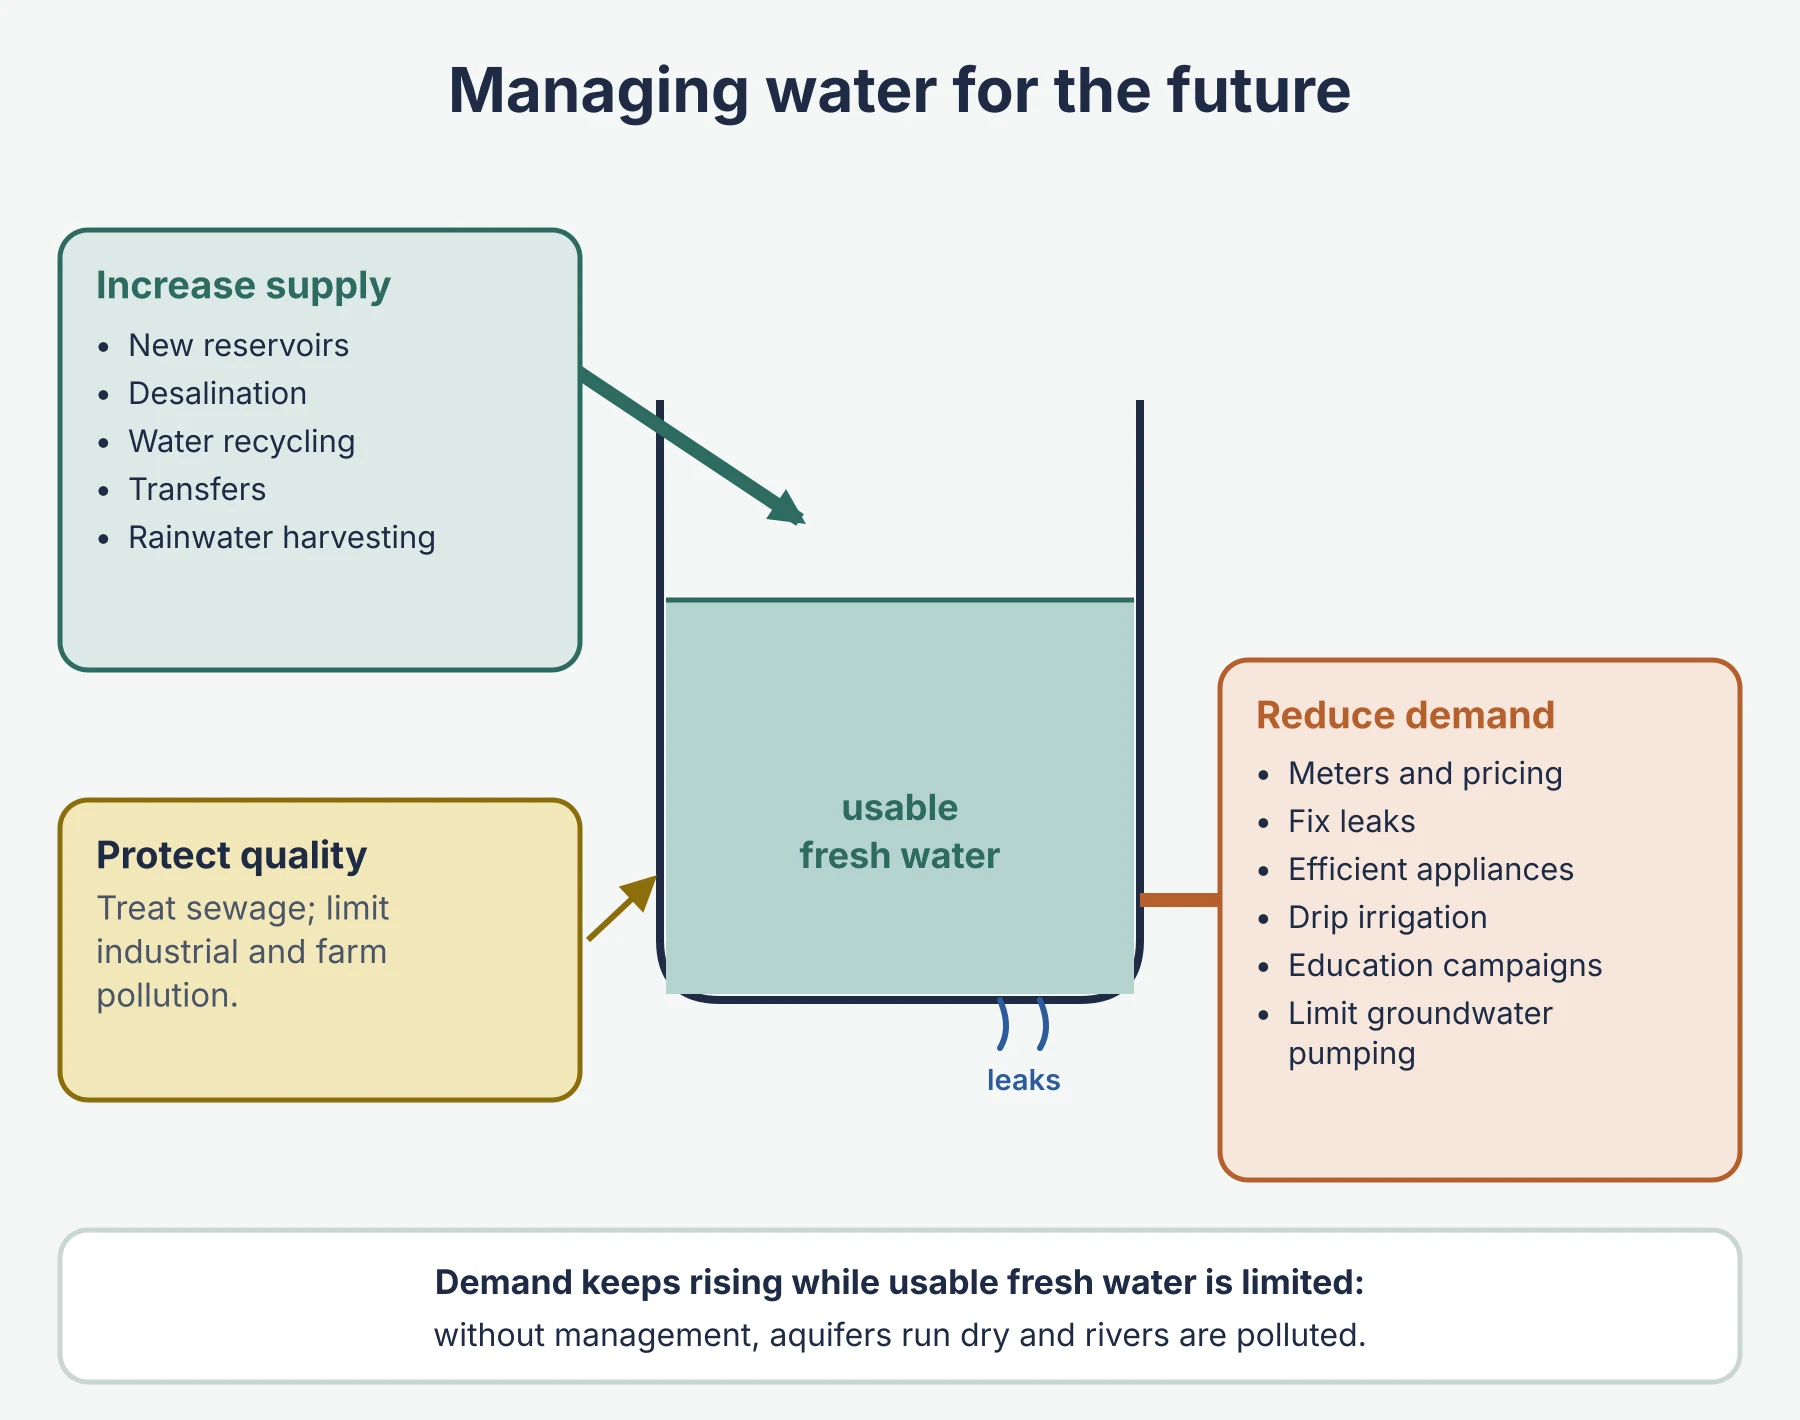 Managing water for the future
Increase supply
• New reservoirs
• Desalination
• Water recycling
• Transfers
• Rainwater harvesting
Protect quality
Treat sewage; limit
industrial and farm
pollution.
usable
fresh water
leaks
Reduce demand
• Meters and pricing
• Fix leaks
• Efficient appliances
• Drip irrigation
• Education campaigns
• Limit groundwater
pumping
Demand keeps rising while usable fresh water is limited:
without management, aquifers run dry and rivers are polluted.